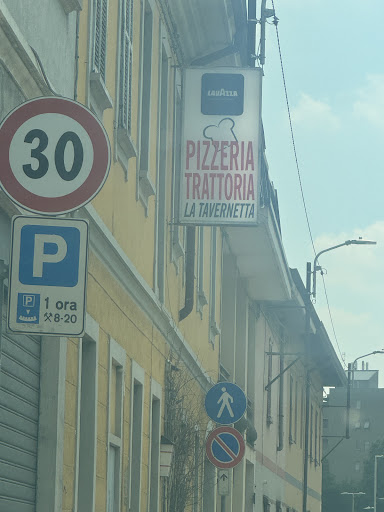 30
P
P
1 ora
8-20
LAVAZZA
PIZZERIA
TRATTORIA
LA TAVERNETTA
P